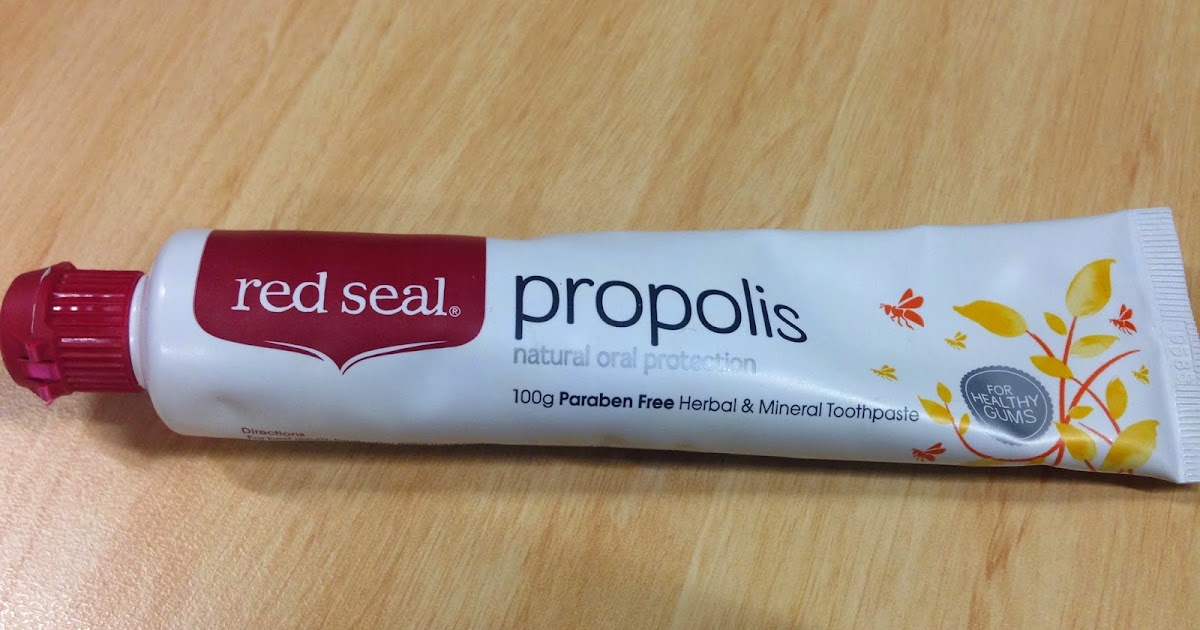 red seal®
propolis
natural oral protection
100g Paraben Free Herbal & Mineral Toothpaste
FOR
HEALTHY
GUMS
Directions